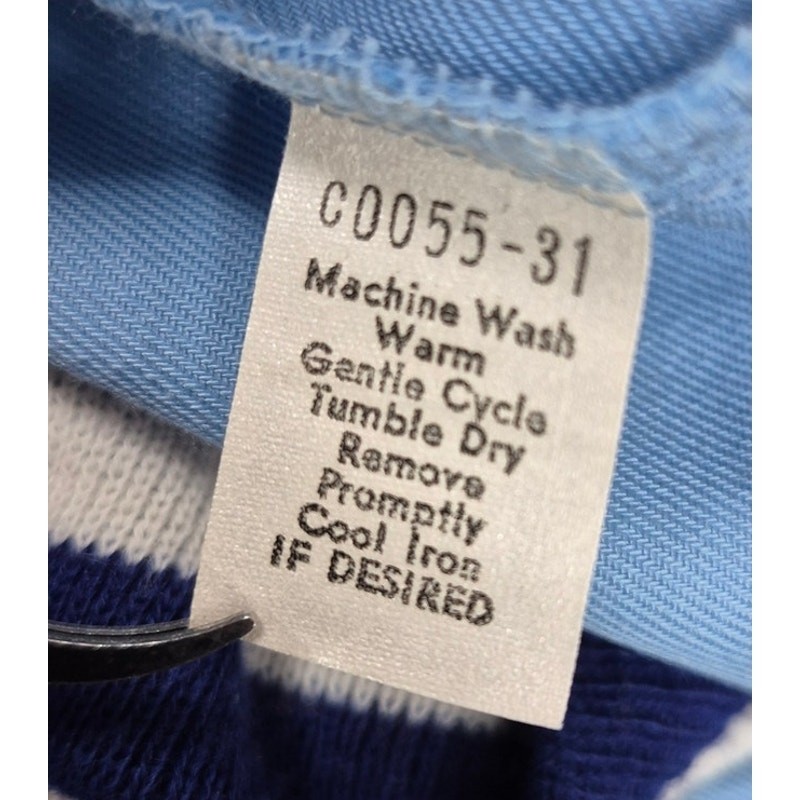 C0055-31
Machine Wash
Warm
Gentle Cycle
Tumble Dry
Remove
Promptly
Cool Iron
IF DESIRED